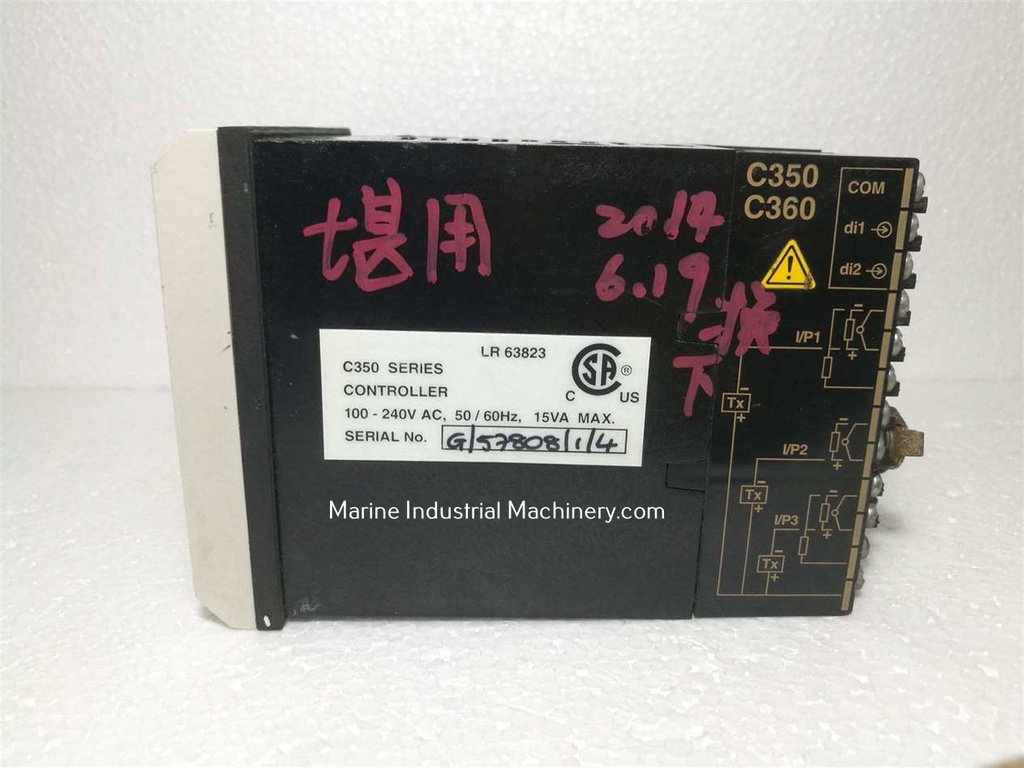 堪用
2014
6.19.换
下
C350
C360
COM
di1
di2
I/P1
Tx
I/P2
Tx
I/P3
Tx
LR 63823
C350 SERIES
CONTROLLER
100 - 240V AC, 50 / 60Hz, 15VA MAX.
SERIAL No. G/57808/1/4
C SA ® US
C
Marine Industrial Machinery.com